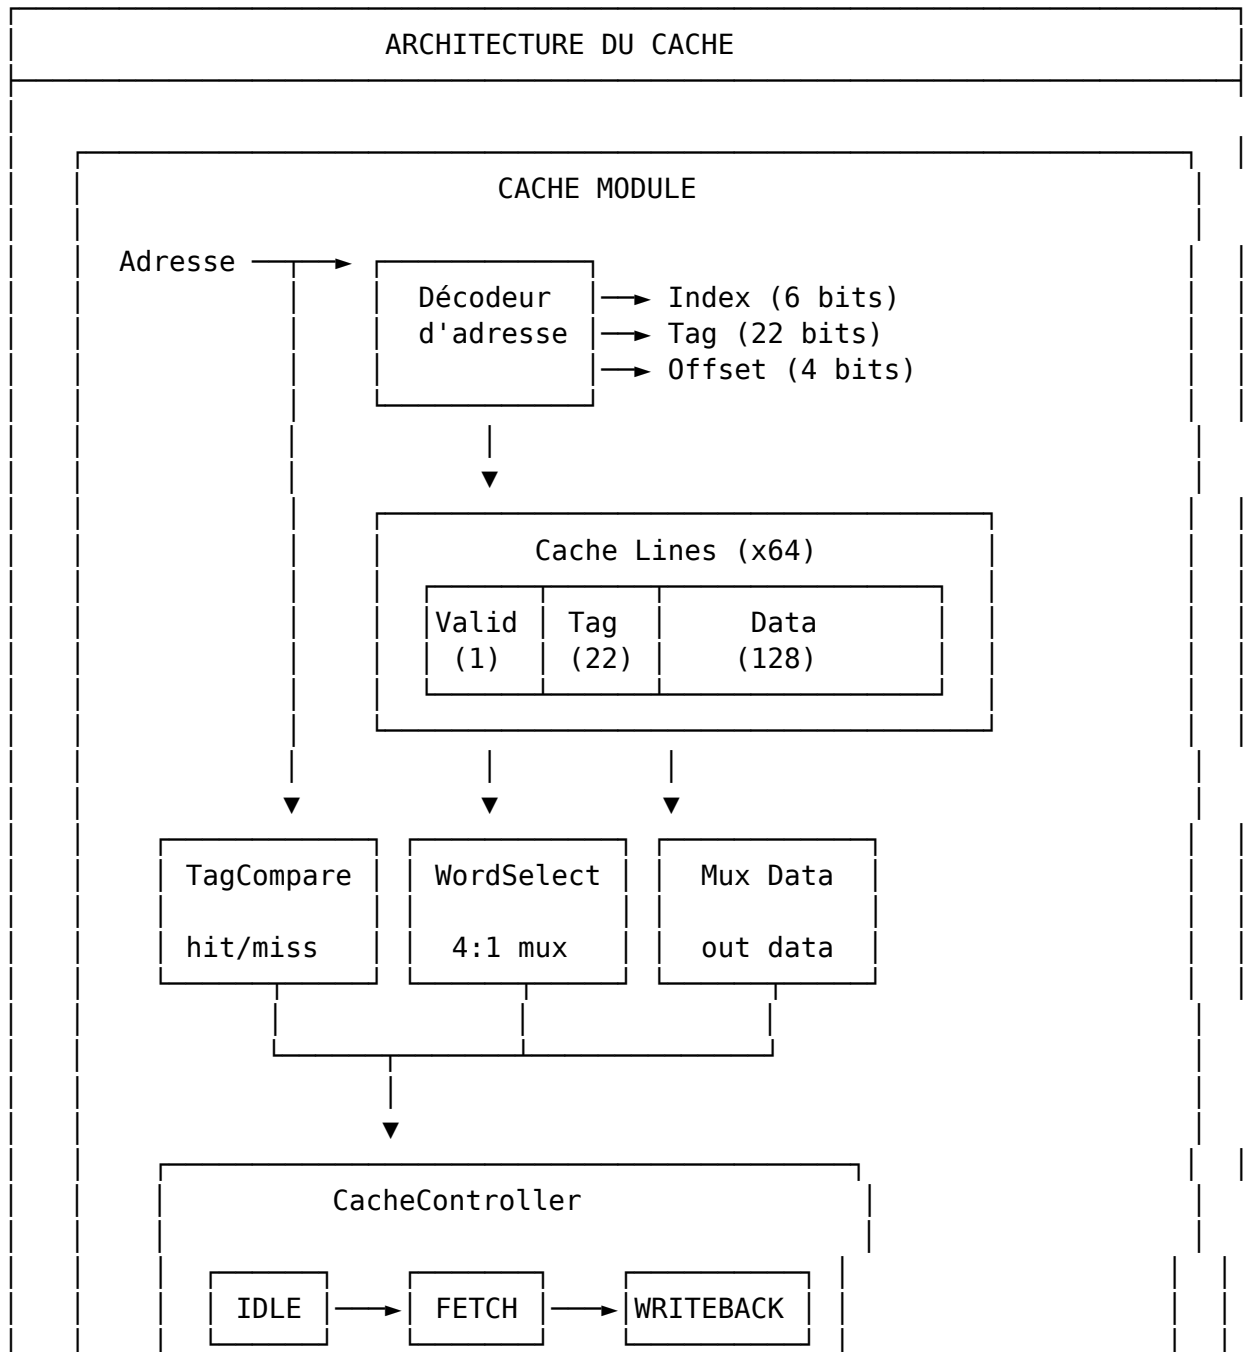 ARCHITECTURE DU CACHE
CACHE MODULE
Adresse
Décodeur
d'adresse
Index (6 bits)
Tag (22 bits)
Offset (4 bits)
Cache Lines (x64)
Valid Tag Data
(1) (22) (128)
TagCompare WordSelect Mux Data
hit/miss 4:1 mux out data
CacheController
IDLE FETCH WRITEBACK